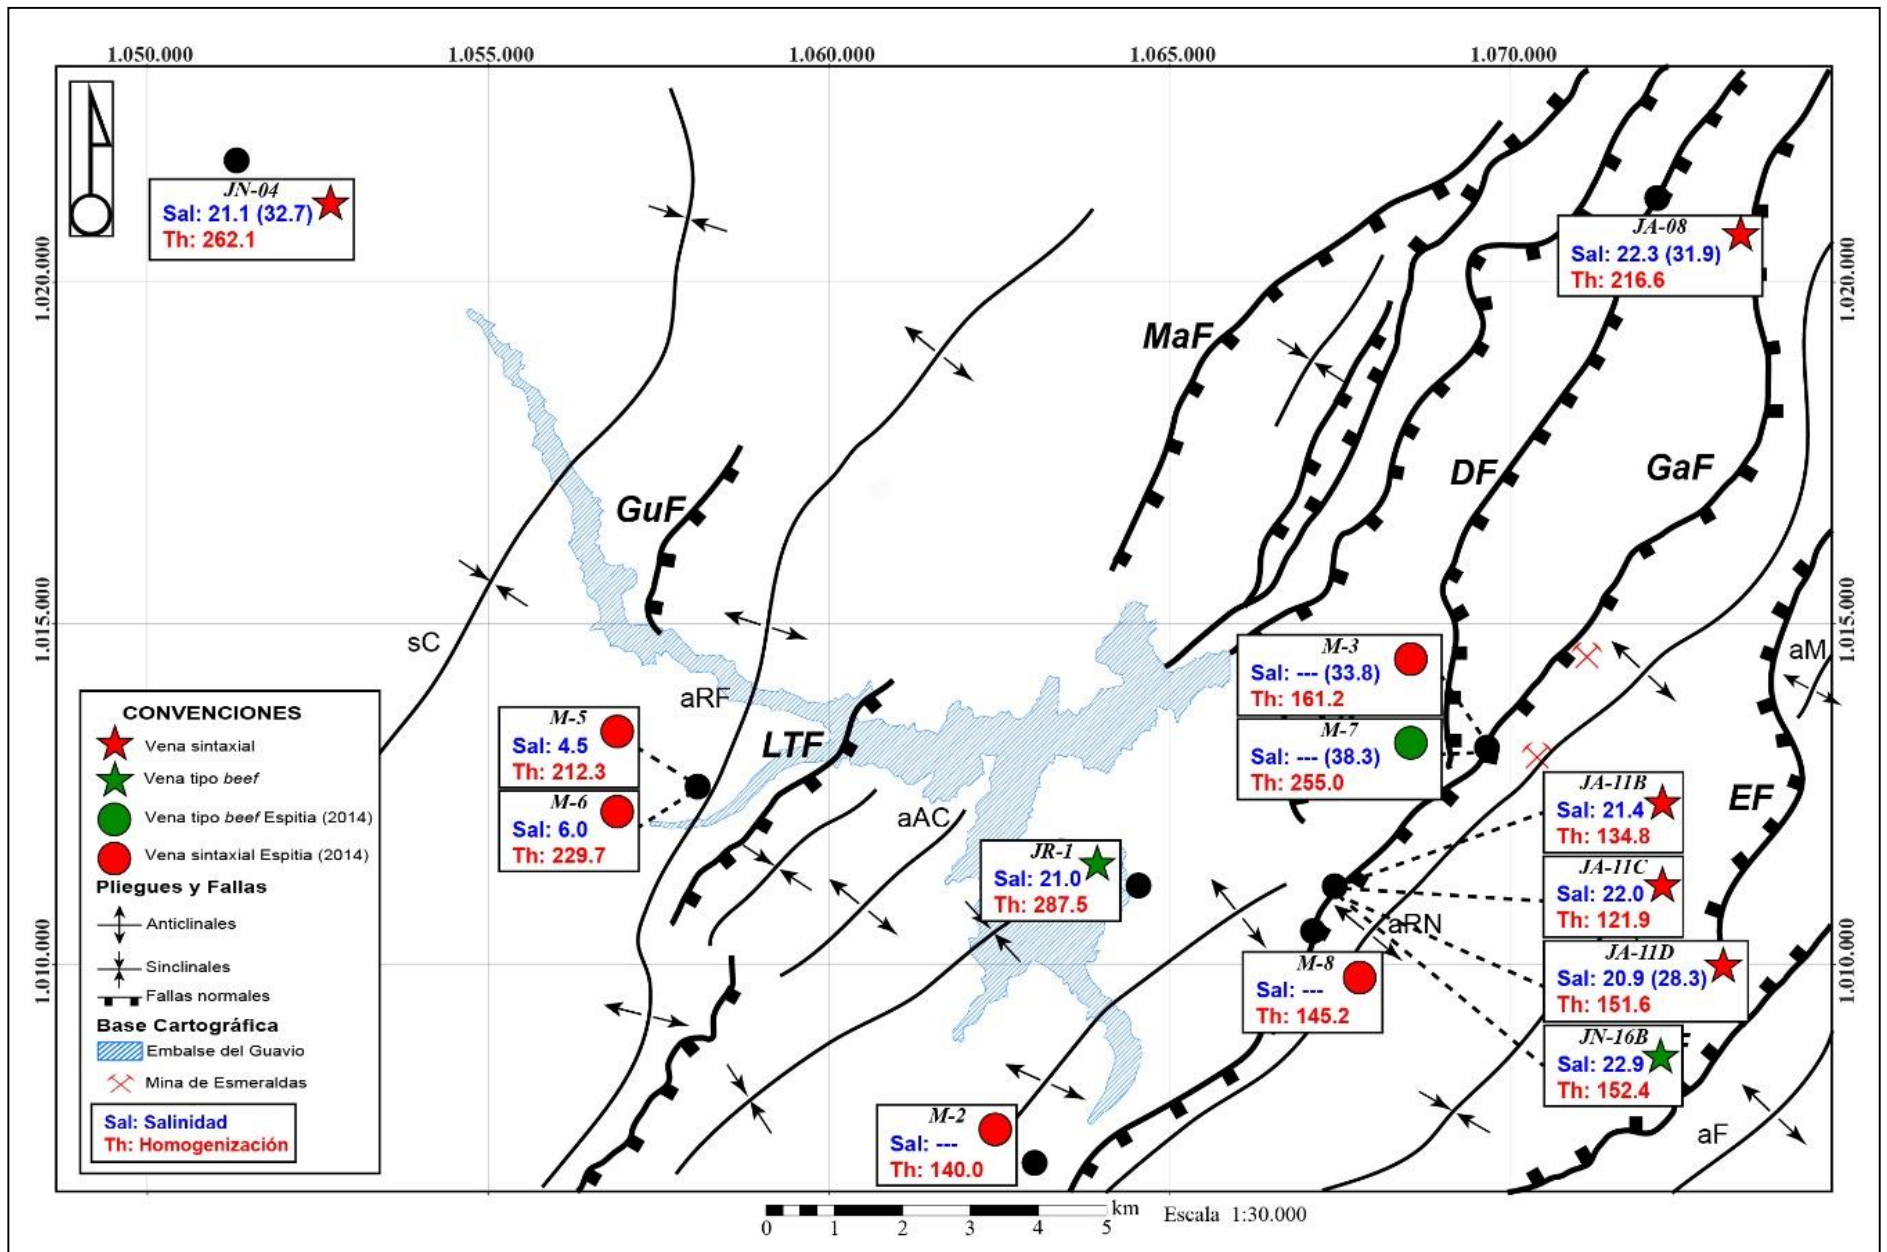 1.050.000
1.055.000
1.060.000
1.065.000
1.070.000
JN-04
Sal: 21.1 (32.7)
Th: 262.1
JA-08
Sal: 22.3 (31.9)
Th: 216.6
1.020.000
1.020.000
MaF
DF
GaF
GuF
sC
1.015.000
1.015.000
aM
aRF
M-3
Sal: --- (33.8)
Th: 161.2
M-7
Sal: --- (38.3)
Th: 255.0
M-5
Sal: 4.5
Th: 212.3
M-6
Sal: 6.0
Th: 229.7
LTF
aAC
EF
JR-1
Sal: 21.0
Th: 287.5
JA-11B
Sal: 21.4
Th: 134.8
JA-11C
Sal: 22.0
Th: 121.9
aRN
JA-11D
Sal: 20.9 (28.3)
Th: 151.6
M-8
Sal: ---
Th: 145.2
JN-16B
Sal: 22.9
Th: 152.4
1.010.000
1.010.000
M-2
Sal: ---
Th: 140.0
aF
CONVENCIONES
Vena sintaxial
Vena tipo beef
Vena tipo beef Espitia (2014)
Vena sintaxial Espitia (2014)
Pliegues y Fallas
Anticlinales
Sinclinales
Fallas normales
Base Cartográfica
Embalse del Guavio
Mina de Esmeraldas
Sal: Salinidad
Th: Homogenización
0 1 2 3 4 5 km
Escala 1:30.000